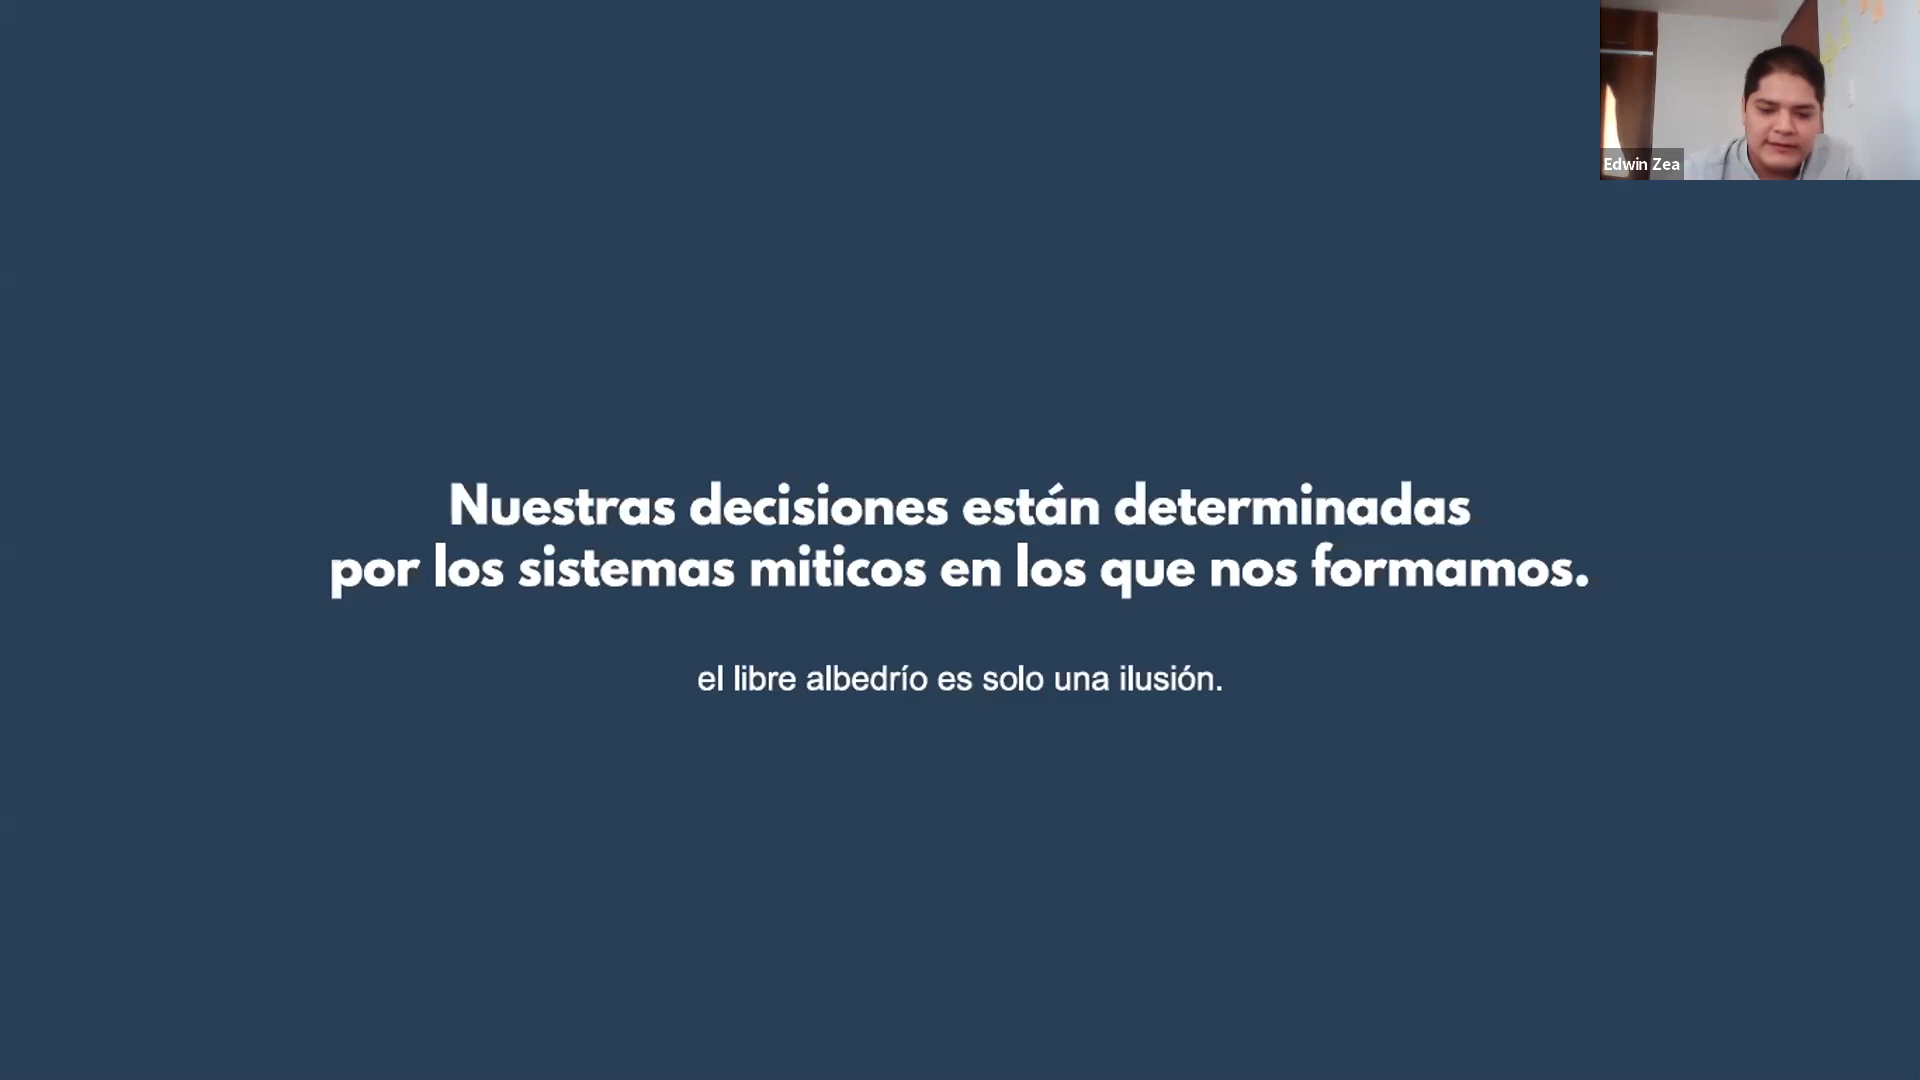 Edwin Zea
Nuestras decisiones están determinadas
por los sistemas miticos en los que nos formamos.
el libre albedrío es solo una ilusión.